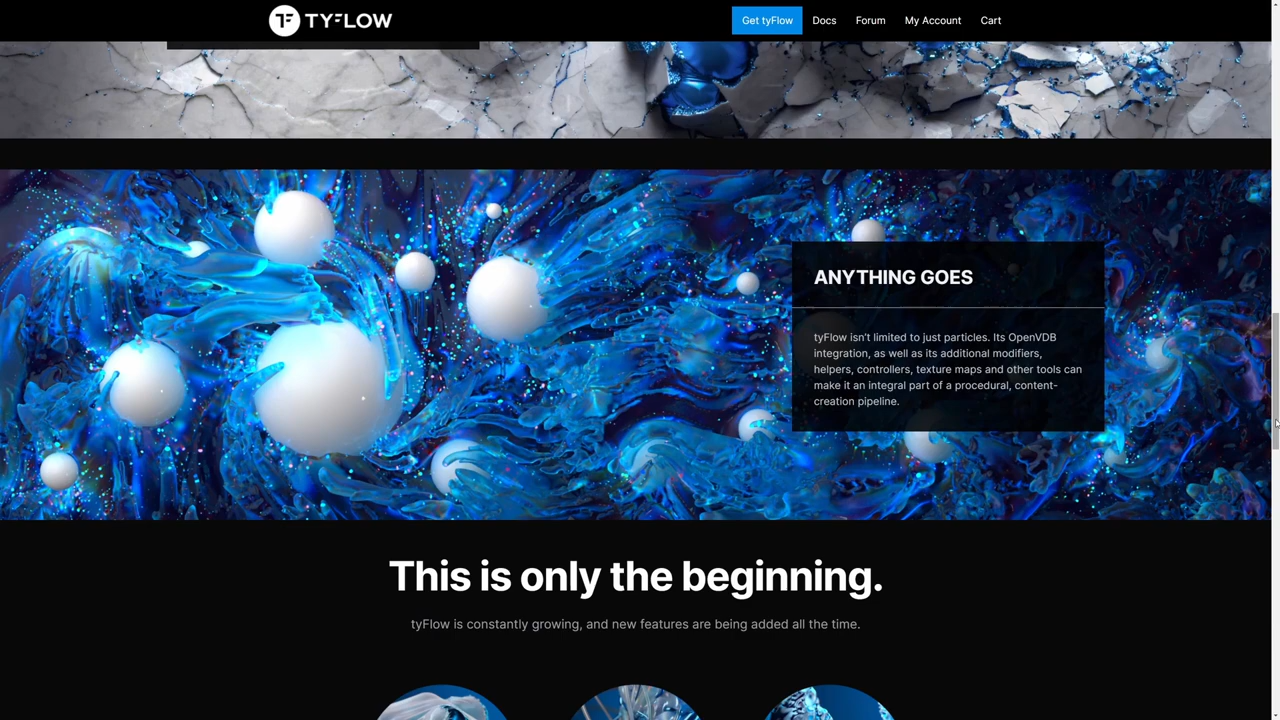 TYFLOW
Get tyFlow
Docs
Forum
My Account
Cart
ANYTHING GOES
tyFlow isn’t limited to just particles. Its OpenVDB
integration, as well as its additional modifiers,
helpers, controllers, texture maps and other tools can
make it an integral part of a procedural, content-
creation pipeline.
This is only the beginning.
tyFlow is constantly growing, and new features are being added all the time.